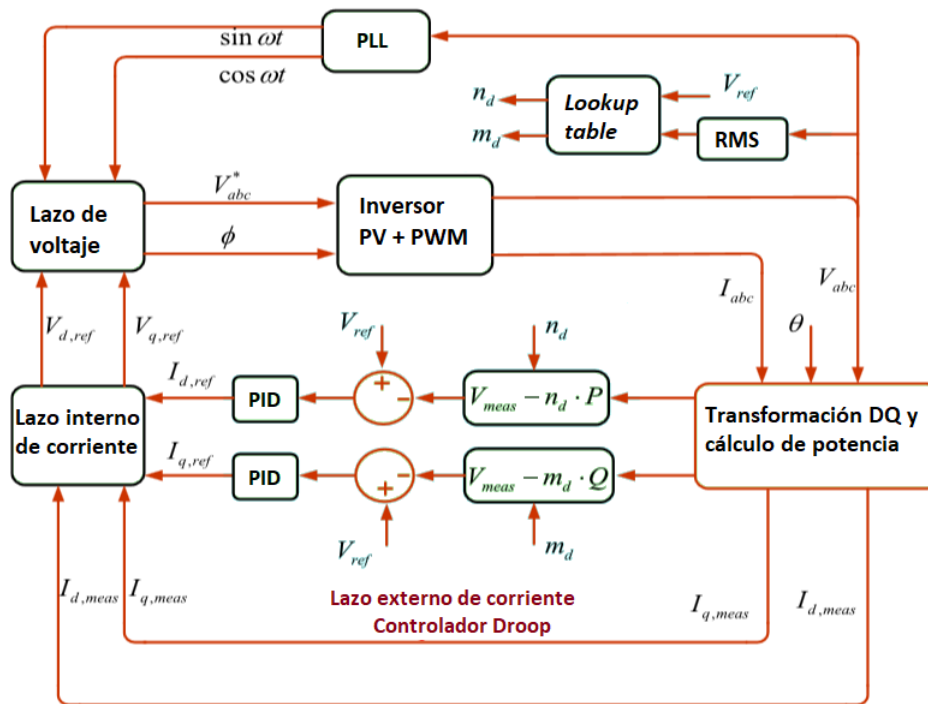 sin ωt
PLL
cos ωt
V_ref
n_d
Lookup
table
m_d
RMS
Lazo de
voltaje
V*_abc
ϕ
Inversor
PV + PWM
I_abc
V_abc
θ
V_d,ref
V_q,ref
V_ref
n_d
I_d,ref
PID
+
-
V_meas − n_d · P
Lazo interno
de corriente
Transformación DQ y
cálculo de potencia
I_q,ref
PID
-
+
V_meas − m_d · Q
V_ref
m_d
I_d,meas
I_q,meas
Lazo externo de corriente
Controlador Droop
I_q,meas
I_d,meas